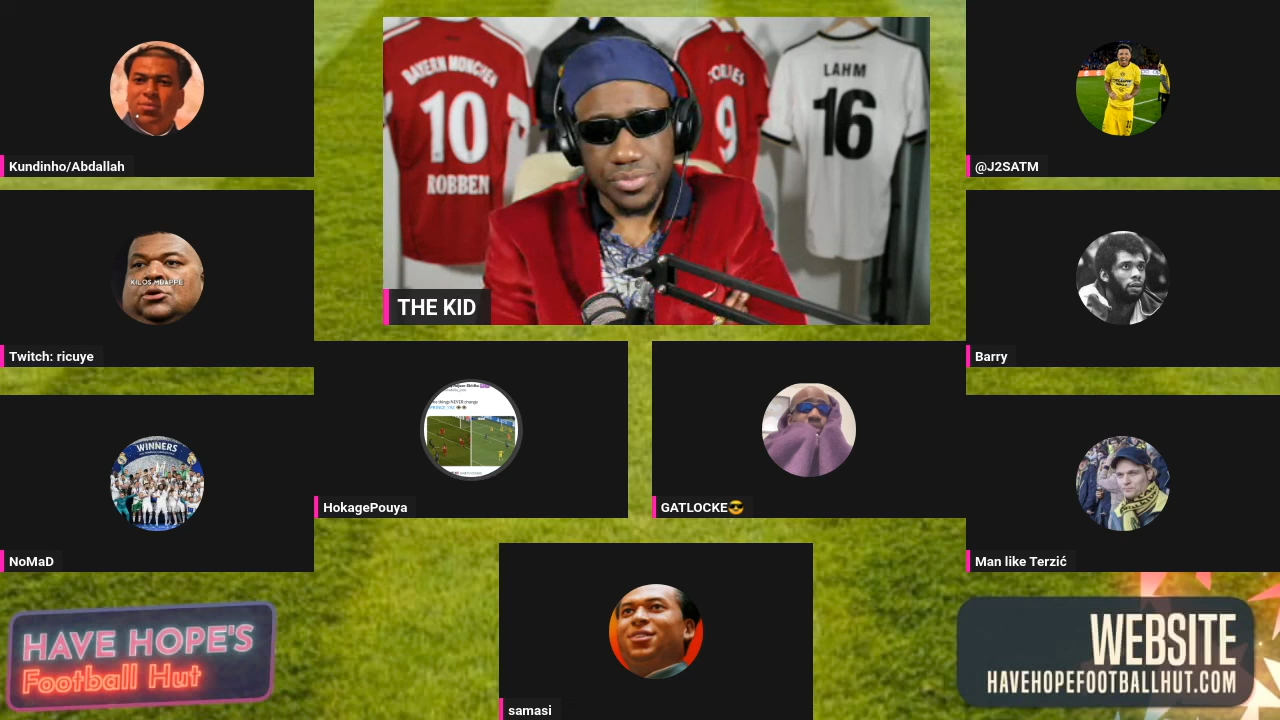 BAYERN MÜNCHEN
10
ROBBEN
9
LAHM
16
THE KID
Kundinho/Abdallah
@J2SATM
KILOS MBAPPE
Twitch: ricuye
Barry
WINNERS
NoMaD
HokagePouya
GATLOCKE😎
Man like Terzić
samasi
HAVE HOPE'S
Football Hut
WEBSITE
HAVEHOPEFOOTBALLHUT.COM